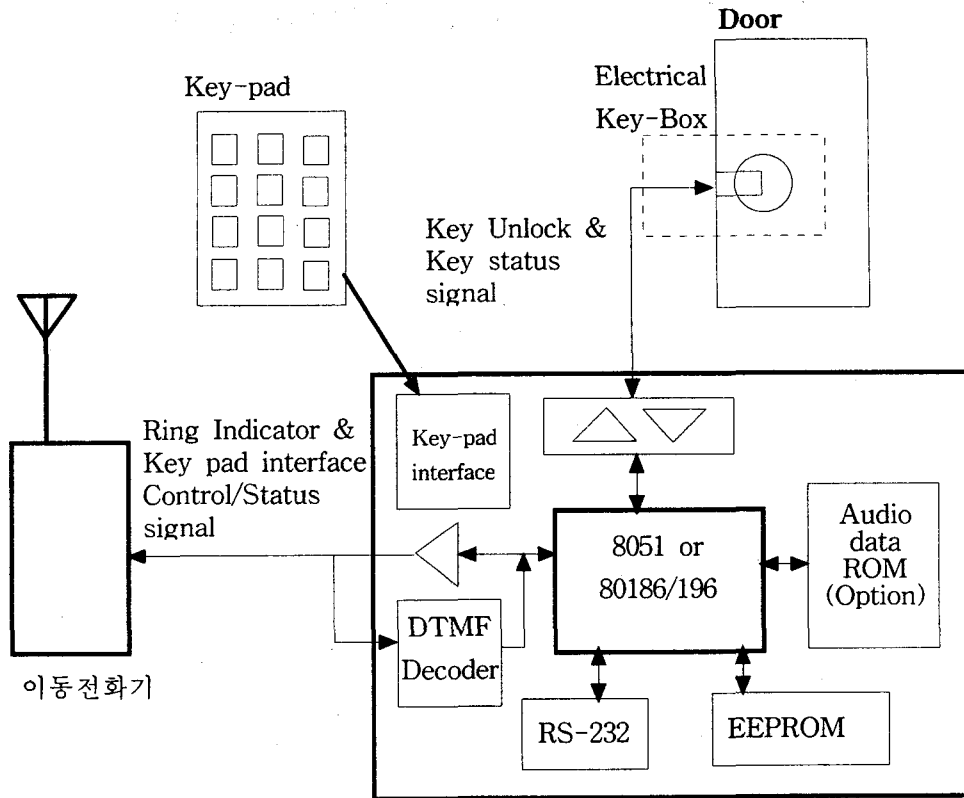 Door
Key-pad
Electrical
Key-Box
Key Unlock &
Key status
signal
Ring Indicator &
Key pad interface
Control/Status
signal
Key-pad
interface
8051 or
80186/196
Audio
data
ROM
(Option)
DTMF
Decoder
이동전화기
RS-232
EEPROM